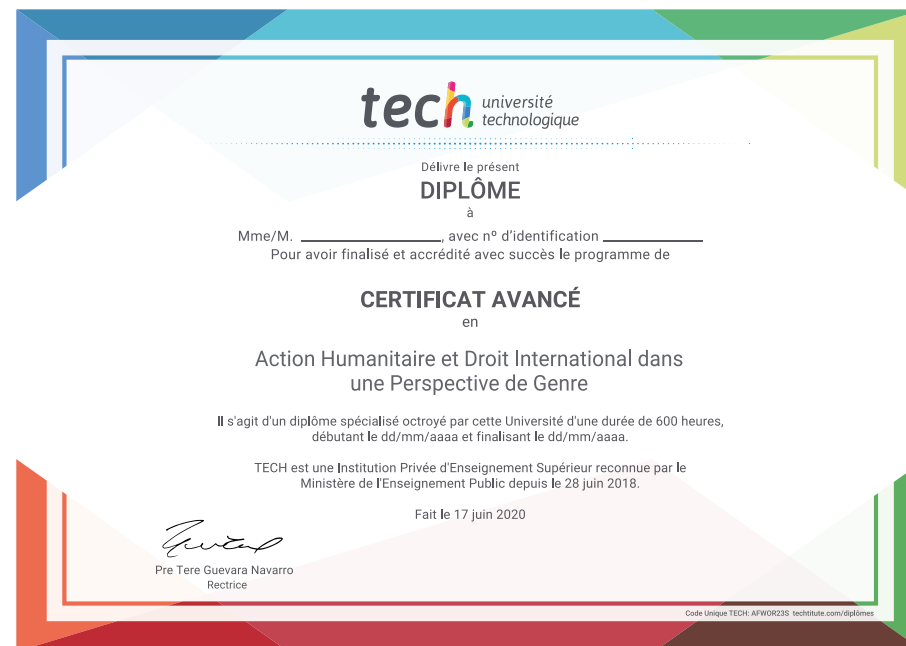 tech université
technologique
Délivre le présent
DIPLÔME
à
Mme/M. ____________________, avec nº d'identification ______________
Pour avoir finalisé et accrédité avec succès le programme de
CERTIFICAT AVANCÉ
en
Action Humanitaire et Droit International dans
une Perspective de Genre
Il s'agit d'un diplôme spécialisé octroyé par cette Université d'une durée de 600 heures,
débutant le dd/mm/aaaa et finalisant le dd/mm/aaaa.
TECH est une Institution Privée d'Enseignement Supérieur reconnue par le
Ministère de l'Enseignement Public depuis le 28 juin 2018.
Fait le 17 juin 2020
Pre Tere Guevara Navarro
Rectrice
Code Unique TECH: AFWOR23S techtitute.com/diplômes